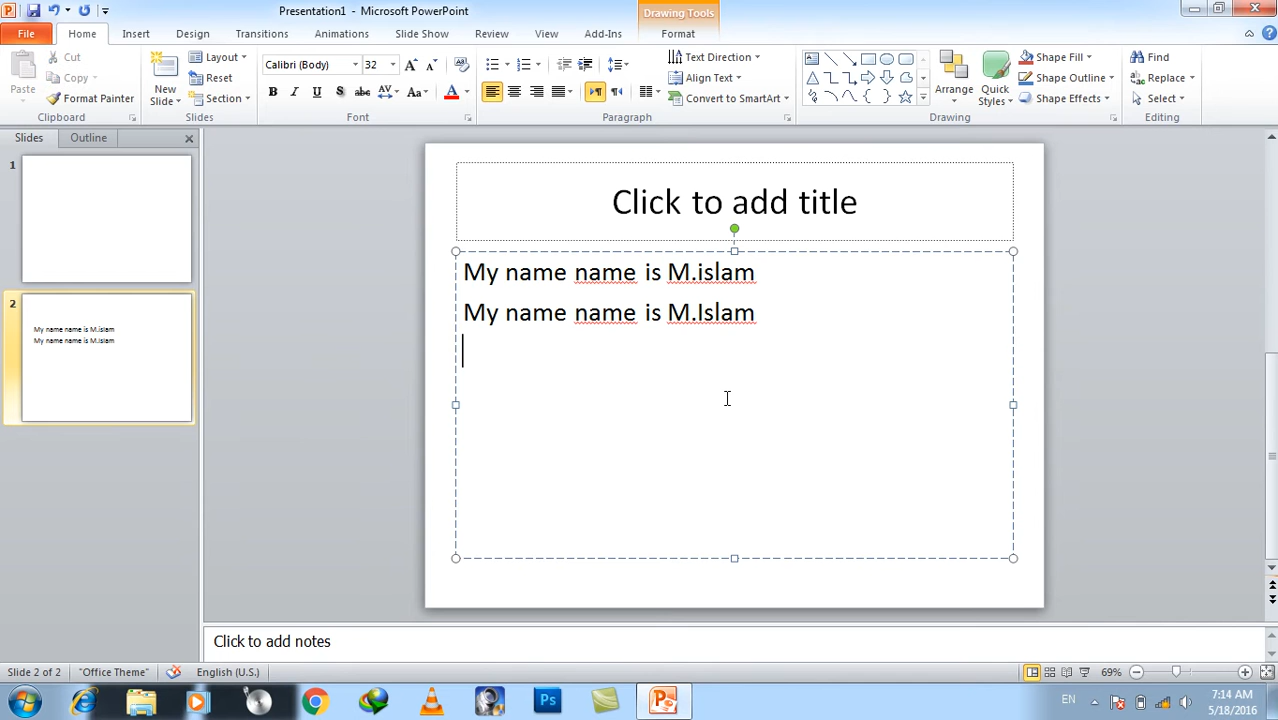 Presentation1 - Microsoft PowerPoint
Drawing Tools
File Home Insert Design Transitions Animations Slide Show Review View Add-Ins Format
Paste
Cut
Copy
Format Painter
Clipboard
New Slide
Layout
Reset
Section
Slides
Calibri (Body) 32
B I U S abc AV Aa A
Font
Text Direction
Align Text
Convert to SmartArt
Paragraph
Arrange
Quick Styles
Shape Fill
Shape Outline
Shape Effects
Drawing
Find
Replace
Select
Editing
Slides Outline
1
2
My name name is M.islam
My name name is M.Islam
Click to add title
My name name is M.islam
My name name is M.Islam
Click to add notes
Slide 2 of 2 "Office Theme" English (U.S.) 69%
Ps P EN 7:14 AM
5/18/2016